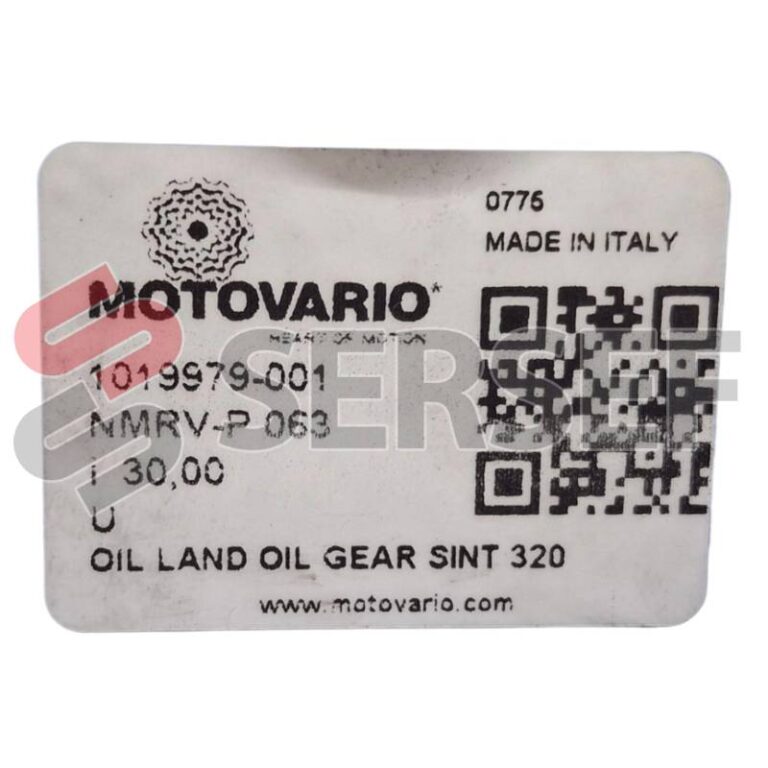 0776
MADE IN ITALY
MOTOVARIO*
HEART OF MOTION
1019979-001
NMRV-P 063
I 30,00
U
OIL LAND OIL GEAR SINT 320
www.motovario.com
SERSEF